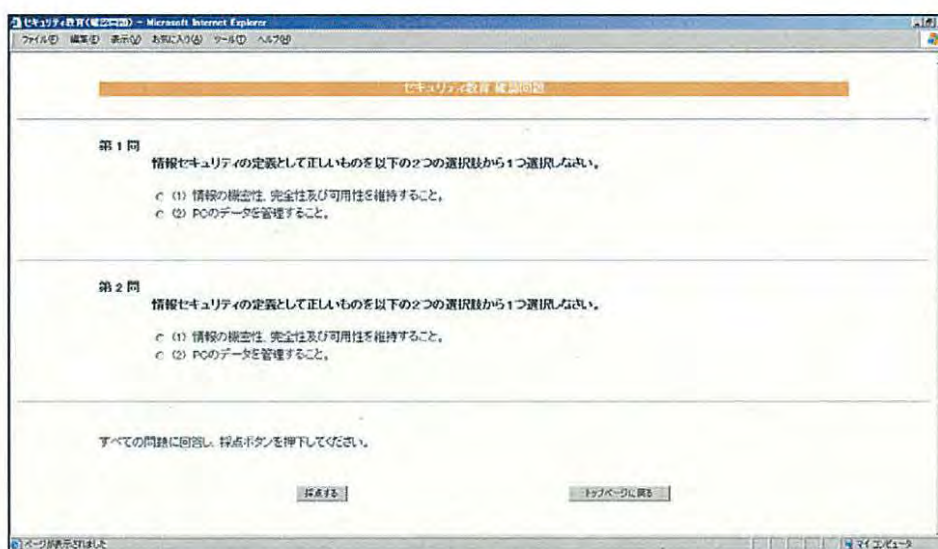 セキュリティ教育(確認問題) - Microsoft Internet Explorer
ファイル(F) 編集(E) 表示(V) お気に入り(A) ツール(T) ヘルプ(H)
セキュリティ教育 確認問題
第1問
情報セキュリティの定義として正しいものを以下の2つの選択肢から1つ選択しなさい。
(1) 情報の機密性、完全性及び可用性を維持すること。
(2) PCのデータを管理すること。
第2問
情報セキュリティの定義として正しいものを以下の2つの選択肢から1つ選択しなさい。
(1) 情報の機密性、完全性及び可用性を維持すること。
(2) PCのデータを管理すること。
すべての問題に回答し、採点ボタンを押下してください。
採点する トップページに戻る
ページが表示されました マイ コンピュータ